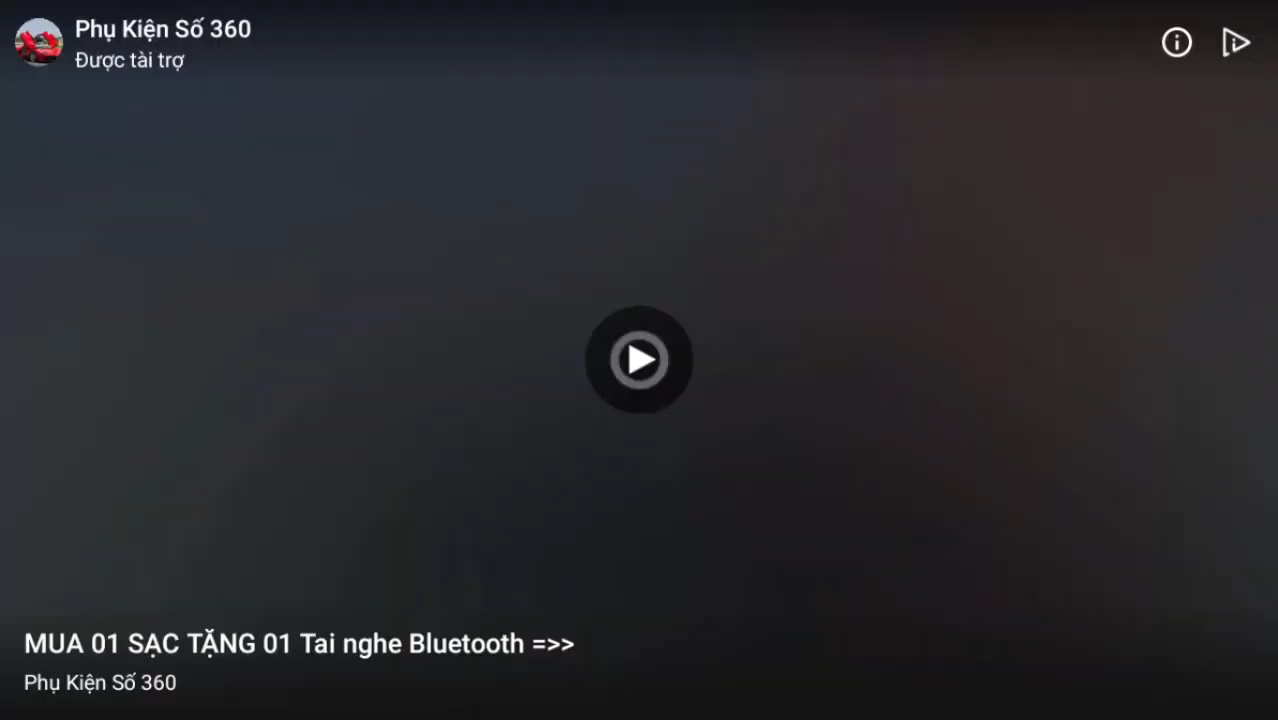 Phụ Kiện Số 360
Được tài trợ
MUA 01 SẠC TẶNG 01 Tai nghe Bluetooth =>>
Phụ Kiện Số 360